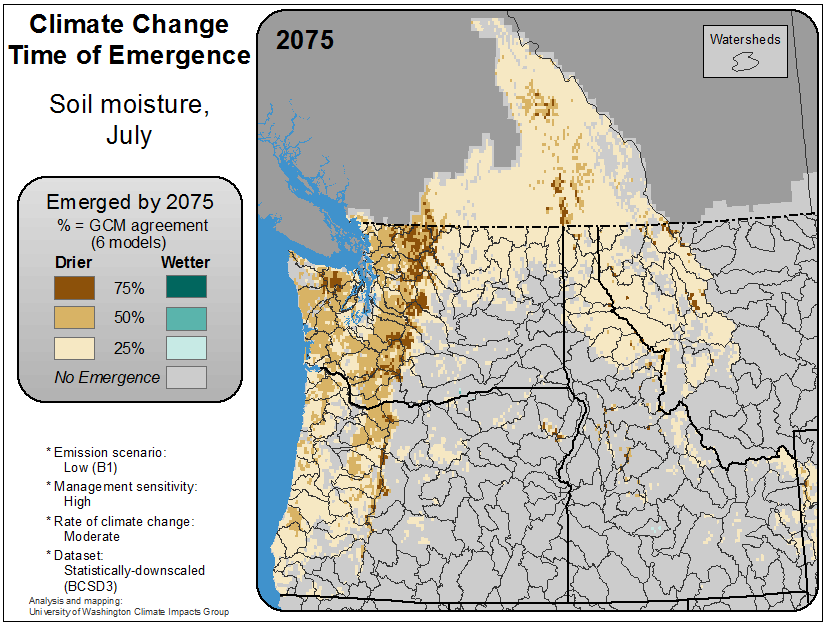 Climate Change
Time of Emergence
Soil moisture,
July
Emerged by 2075
% = GCM agreement
(6 models)
Drier Wetter
75%
50%
25%
No Emergence
* Emission scenario:
Low (B1)
* Management sensitivity:
High
* Rate of climate change:
Moderate
* Dataset:
Statistically-downscaled
(BCSD3)
Analysis and mapping:
University of Washington Climate Impacts Group
2075
Watersheds